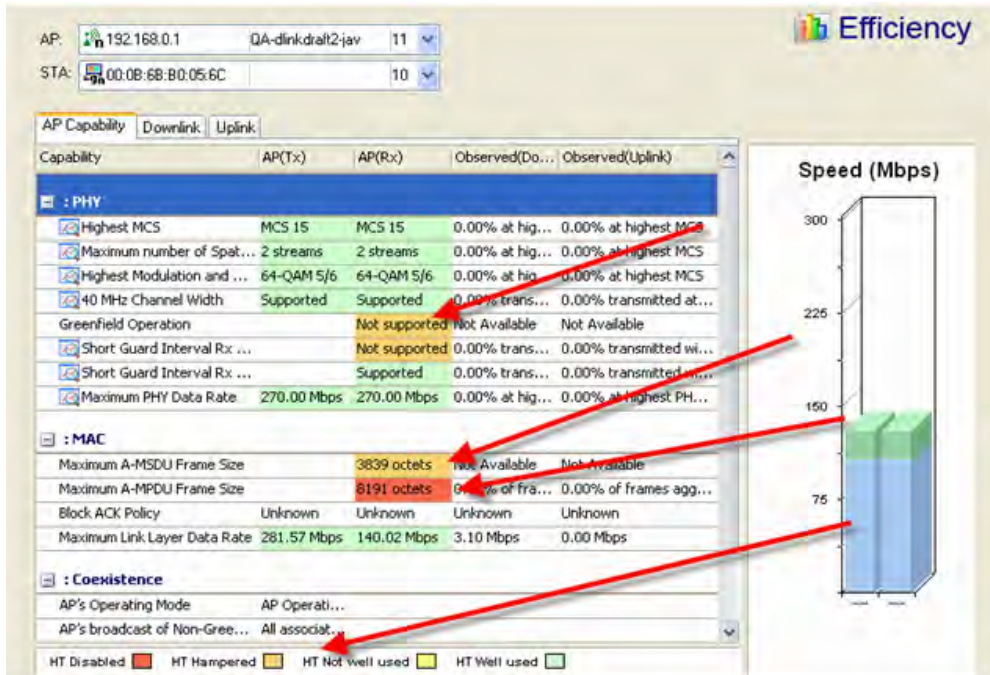 Efficiency
AP: 192.168.0.1 QA-dlinkdraft2-jav 11
STA: 00:0B:6B:B0:05:6C 10
AP Capability Downlink Uplink
Capability AP(Tx) AP(Rx) Observed(Do... Observed(Uplink)
: PHY
Highest MCS MCS 15 MCS 15 0.00% at hig... 0.00% at highest MCS
Maximum number of Spat... 2 streams 2 streams 0.00% at hig... 0.00% at highest MCS
Highest Modulation and ... 64-QAM 5/6 64-QAM 5/6 0.00% at hig... 0.00% at highest MCS
40 MHz Channel Width Supported Supported 0.00% trans... 0.00% transmitted at...
Greenfield Operation Not supported Not Available Not Available
Short Guard Interval Rx ... Not supported 0.00% trans... 0.00% transmitted wi...
Short Guard Interval Rx ... Supported 0.00% trans... 0.00% transmitted wi...
Maximum PHY Data Rate 270.00 Mbps 270.00 Mbps 0.00% at hig... 0.00% at highest PH...
: MAC
Maximum A-MSDU Frame Size 3839 octets Not Available Not Available
Maximum A-MPDU Frame Size 8191 octets of fra... 0.00% of frames agg...
Block ACK Policy Unknown Unknown Unknown Unknown
Maximum Link Layer Data Rate 281.57 Mbps 140.02 Mbps 3.10 Mbps 0.00 Mbps
: Coexistence
AP's Operating Mode AP Operati...
AP's broadcast of Non-Gree... All associat...
HT Disabled HT Hampered HT Not well used HT Well used
Speed (Mbps)
300
225
150
75